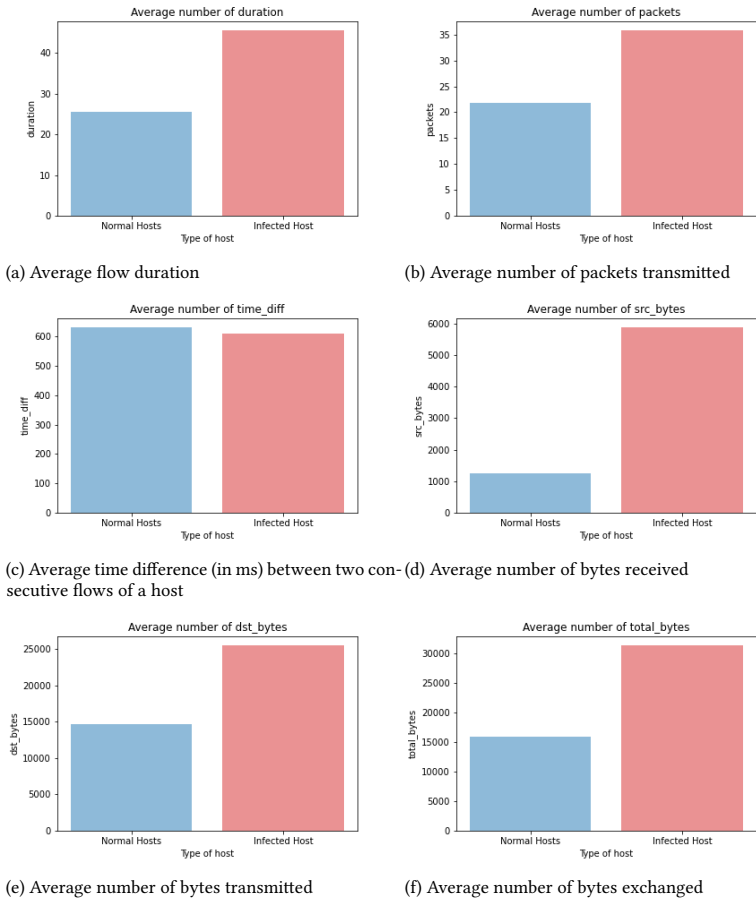 Average number of duration
40
30
20
10
0
duration
Normal Hosts Infected Host
Type of host
(a) Average flow duration
Average number of packets
35
30
25
20
15
10
5
0
packets
Normal Hosts Infected Host
Type of host
(b) Average number of packets transmitted
Average number of time_diff
600
500
400
300
200
100
0
time_diff
Normal Hosts Infected Host
Type of host
(c) Average time difference (in ms) between two con-
secutive flows of a host
Average number of src_bytes
6000
5000
4000
3000
2000
1000
0
src_bytes
Normal Hosts Infected Host
Type of host
(d) Average number of bytes received
Average number of dst_bytes
25000
20000
15000
10000
5000
0
dst_bytes
Normal Hosts Infected Host
Type of host
(e) Average number of bytes transmitted
Average number of total_bytes
30000
25000
20000
15000
10000
5000
0
total_bytes
Normal Hosts Infected Host
Type of host
(f) Average number of bytes exchanged